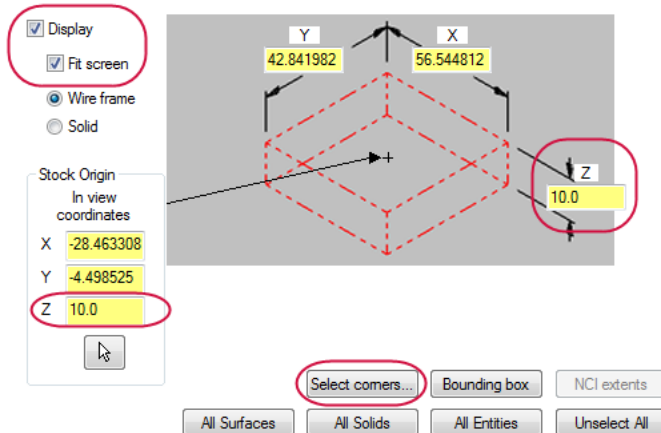 Display
Fit screen
Wire frame
Solid
Y
42.841982
X
56.544812
Z
10.0
Stock Origin
In view
coordinates
X -28.463308
Y -4.498525
Z 10.0
Select corners... Bounding box NCI extents
All Surfaces All Solids All Entities Unselect All